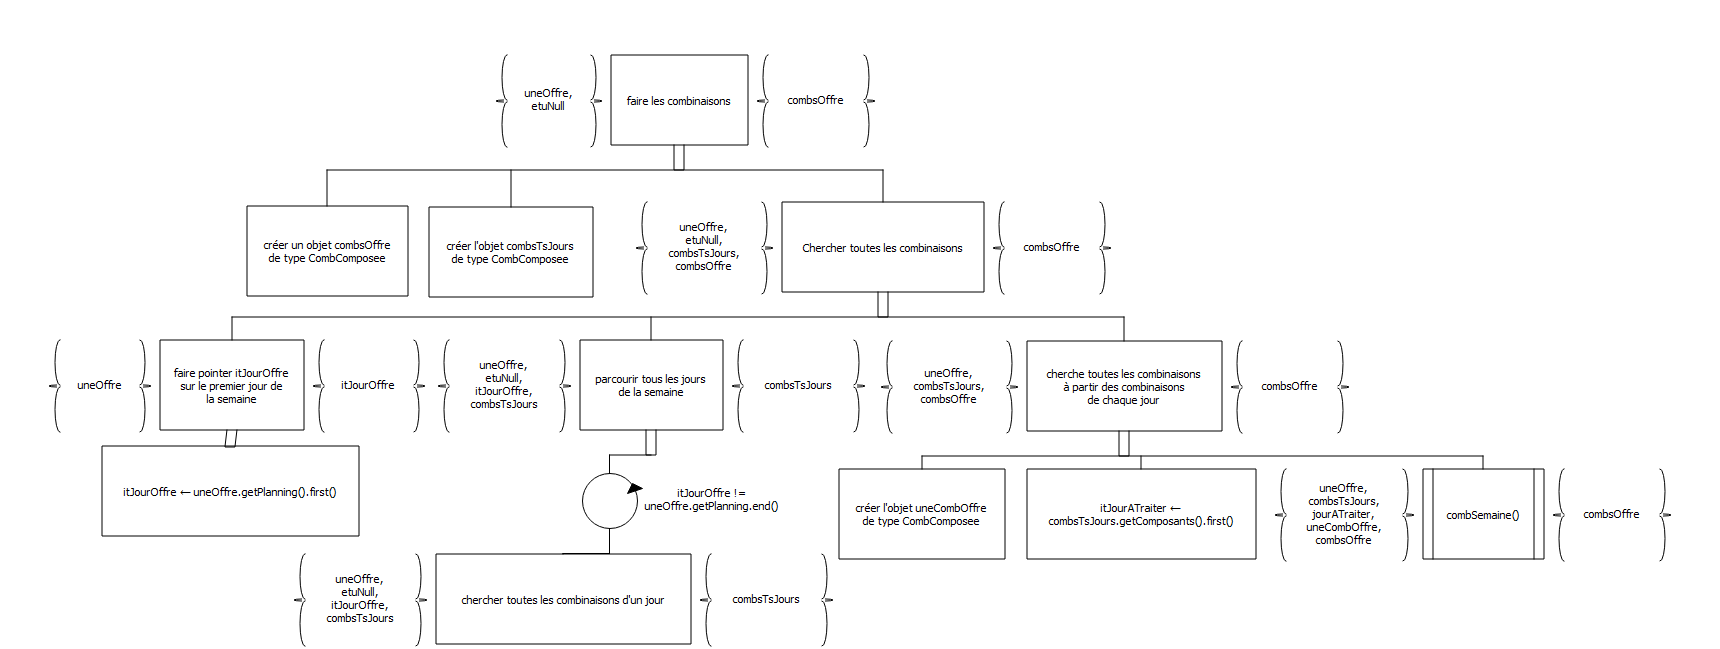 uneOffre,
etuNull
faire les combinaisons
combsOffre
créer un objet combsOffre
de type CombComposee
créer l'objet combsTsJours
de type CombComposee
uneOffre,
etuNull,
combsTsJours,
combsOffre
Chercher toutes les combinaisons
combsOffre
uneOffre
faire pointer itJourOffre
sur le premier jour de
la semaine
itJourOffre
uneOffre,
etuNull,
itJourOffre,
combsTsJours
parcourir tous les jours
de la semaine
combsTsJours
uneOffre,
combsTsJours,
combsOffre
cherche toutes les combinaisons
à partir des combinaisons
de chaque jour
combsOffre
itJourOffre ← uneOffre.getPlanning().first()
itJourOffre !=
uneOffre.getPlanning.end()
créer l'objet uneCombOffre
de type CombComposee
itJourATraiter ←
combsTsJours.getComposants().first()
uneOffre,
combsTsJours,
jourATraiter,
uneCombOffre,
combsOffre
combSemaine()
combsOffre
uneOffre,
etuNull,
itJourOffre,
combsTsJours
chercher toutes les combinaisons d'un jour
combsTsJours